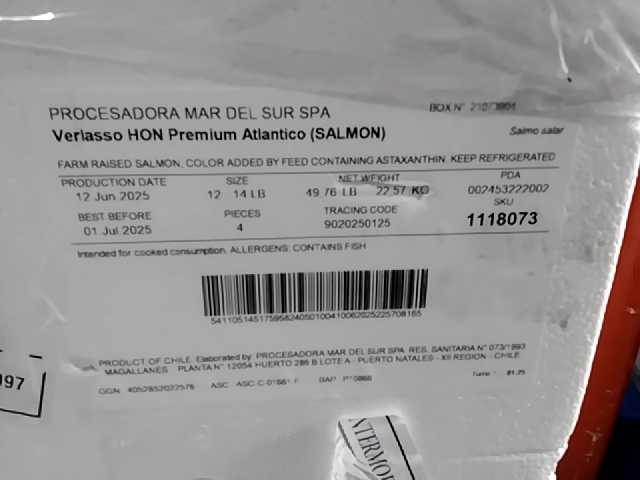 PROCESADORA MAR DEL SUR SPA
BOX N°
Verlasso HON Premium Atlantico (SALMON)
Salmo salar
FARM RAISED SALMON, COLOR ADDED BY FEED CONTAINING ASTAXANTHIN. KEEP REFRIGERATED
PRODUCTION DATE SIZE NET WEIGHT PDA
12 Jun 2025 12 14 LB 49.76 LB 22.57 KG 002453222002
BEST BEFORE PIECES TRACING CODE SKU
01 Jul 2025 4 9020250125 1118073
Intended for cooked consumption. ALLERGENS: CONTAINS FISH
PRODUCT OF CHILE. Elaborated by: PROCESADORA MAR DEL SUR SPA. RES. SANITARIA N° 073/1993
MAGALLANES PLANTA N° 12054 HUERTO 286 B LOTE A - PUERTO NATALES - XII REGION - CHILE
GGN 4052852022576 ASC ASC-C-01661 BAP P10866
097
NTERMO